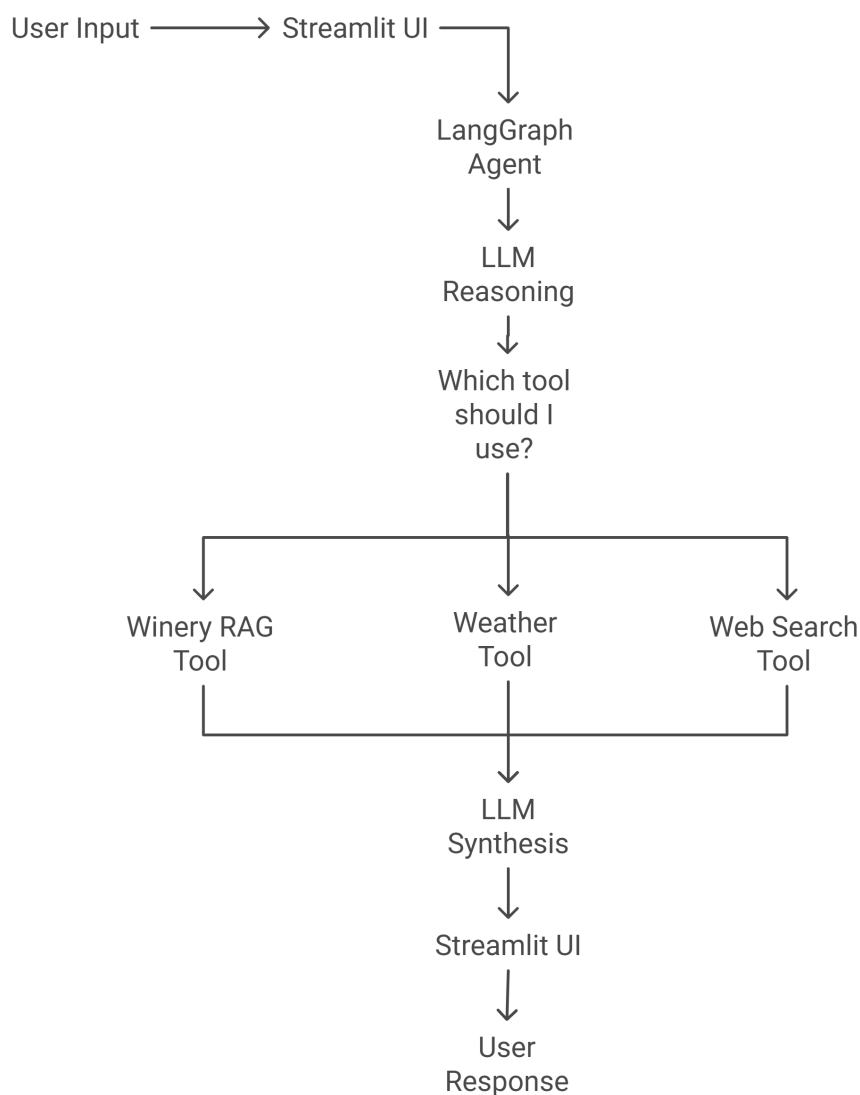 User Input
Streamlit UI
LangGraph
Agent
LLM
Reasoning
Which tool
should I
use?
Winery RAG
Tool
Weather
Tool
Web Search
Tool
LLM
Synthesis
Streamlit UI
User
Response